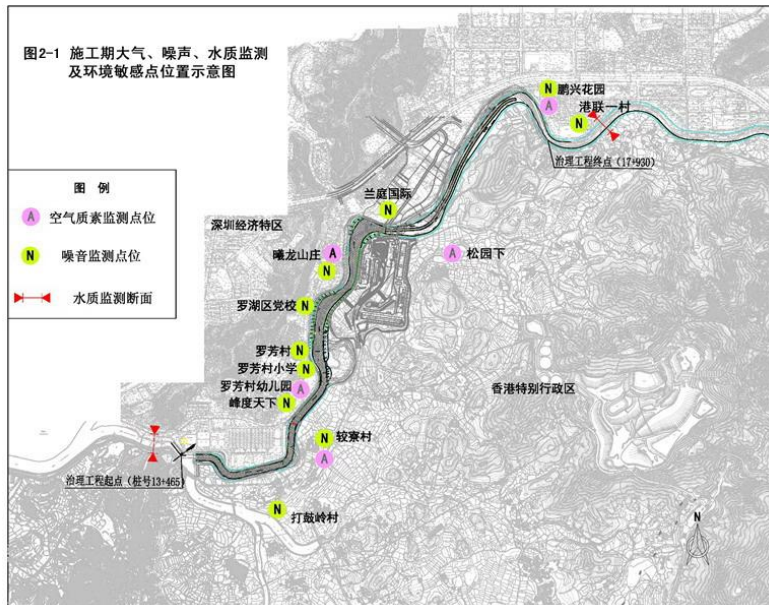 图2-1 施工期大气、噪声、水质监测
及环境敏感点位置示意图
N 鹏兴花园
A 港联一村
N
治理工程终点（17+930）
图 例
A 空气质素监测点位
N 噪音监测点位
水质监测断面
兰庭国际
N
深圳经济特区
曦龙山庄 A
N
A 松园下
罗湖区党校 N
罗芳村 N
罗芳村小学 N
罗芳村幼儿园 A
峰度天下 N
香港特别行政区
N 较寮村
A
治理工程起点（桩号13+465）
N 打鼓岭村
N